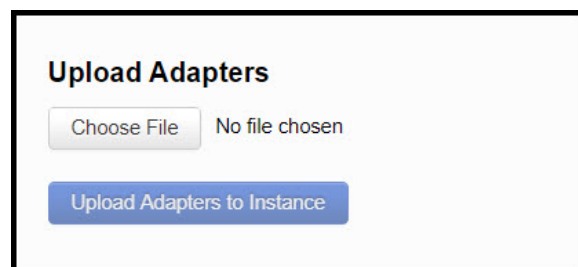 Upload Adapters
Choose File No file chosen
Upload Adapters to Instance